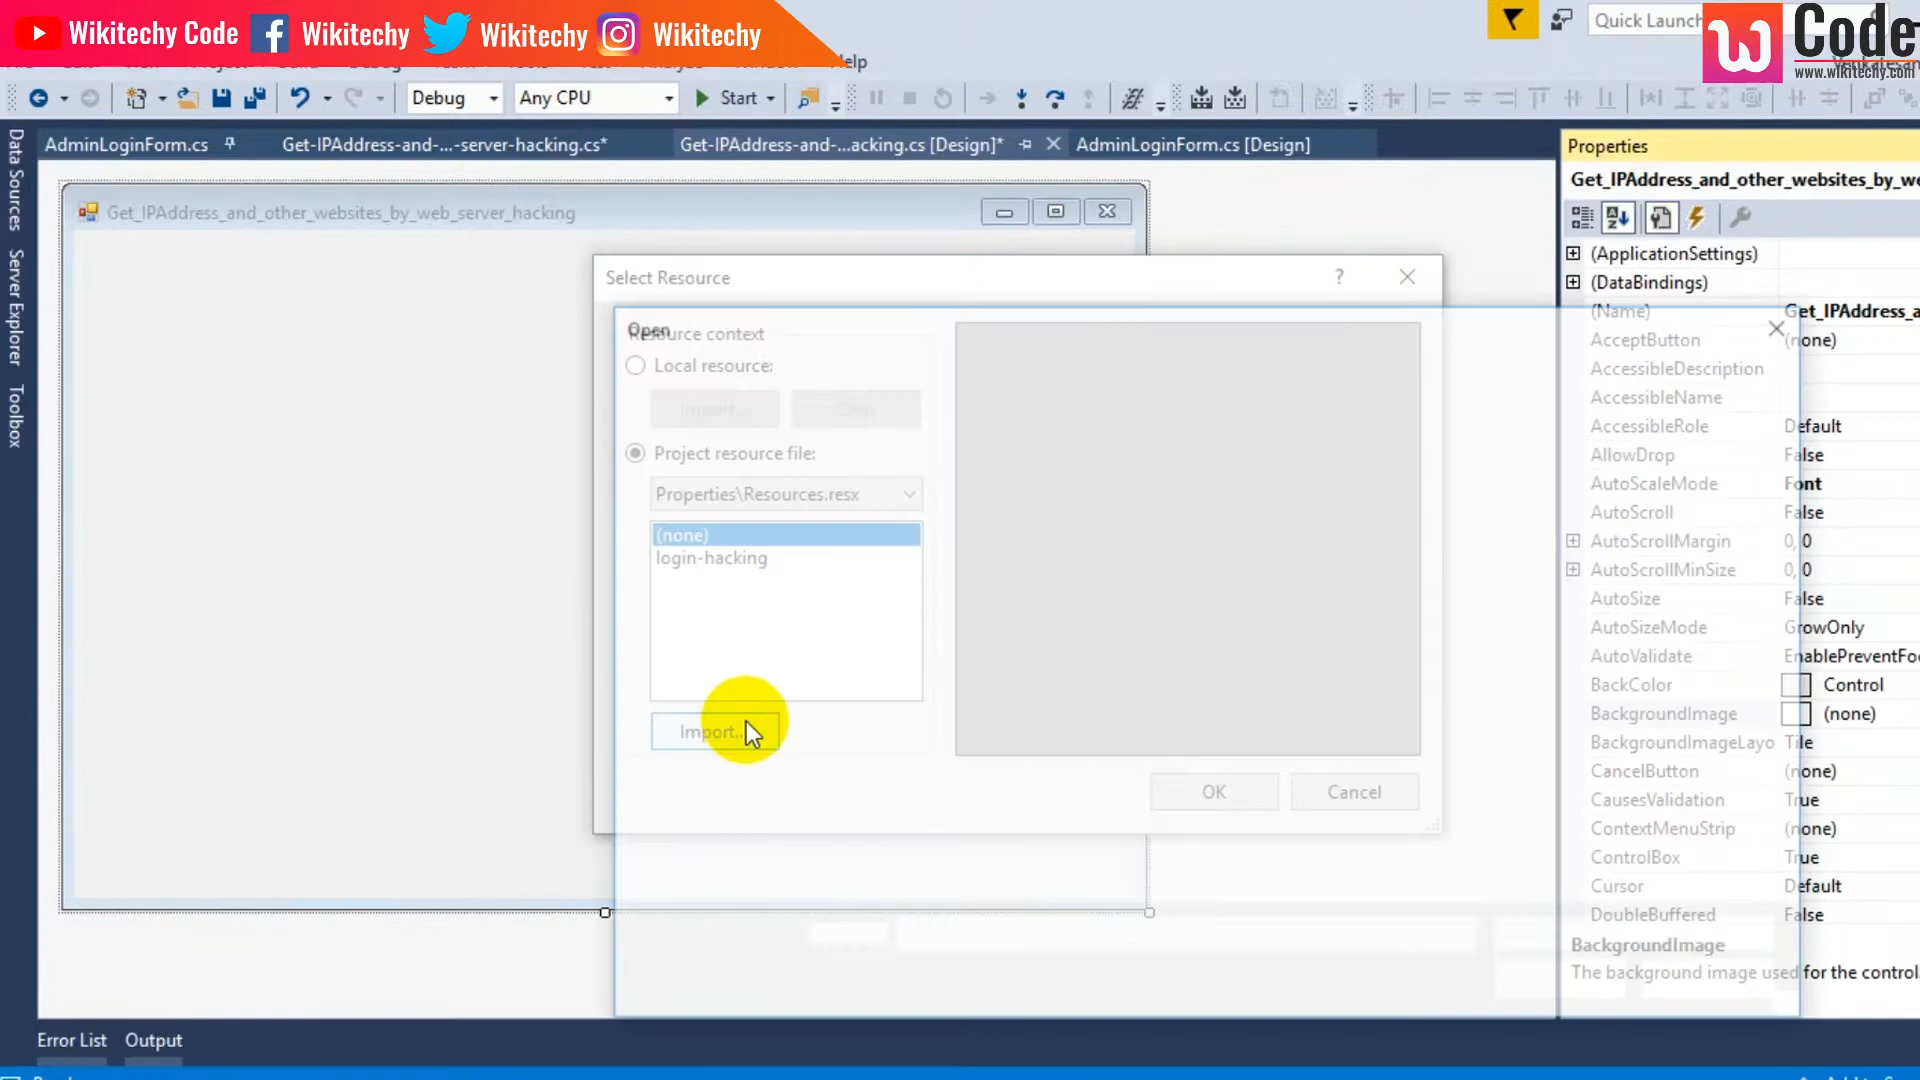 Wikitechy Code Wikitechy Wikitechy Wikitechy
Quick Launch
Code
www.wikitechy.com
Help
Debug Any CPU Start
AdminLoginForm.cs Get-IPAddress-and-...-server-hacking.cs* Get-IPAddress-and-...acking.cs [Design]* AdminLoginForm.cs [Design]
Data Sources
Server Explorer
Toolbox
Get_IPAddress_and_other_websites_by_web_server_hacking
Select Resource
Open
Resource context
Local resource:
Import... Clear
Project resource file:
Properties\Resources.resx
(none)
login-hacking
Import...
OK Cancel
Properties
Get_IPAddress_and_other_websites_by_we
(ApplicationSettings)
(DataBindings)
(Name) Get_IPAddress_a
AcceptButton (none)
AccessibleDescription
AccessibleName
AccessibleRole Default
AllowDrop False
AutoScaleMode Font
AutoScroll False
AutoScrollMargin 0, 0
AutoScrollMinSize 0, 0
AutoSize False
AutoSizeMode GrowOnly
AutoValidate EnablePreventFoc
BackColor Control
BackgroundImage (none)
BackgroundImageLayo Tile
CancelButton (none)
CausesValidation True
ContextMenuStrip (none)
ControlBox True
Cursor Default
DoubleBuffered False
BackgroundImage
The background image used for the control
Error List Output